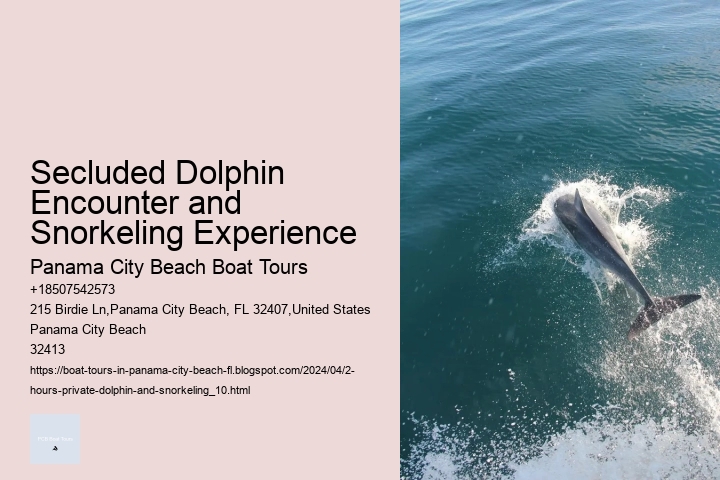 Secluded Dolphin
Encounter and
Snorkeling Experience
Panama City Beach Boat Tours
+18507542573
215 Birdie Ln,Panama City Beach, FL 32407,United States
Panama City Beach
32413
https://boat-tours-in-panama-city-beach-fl.blogspot.com/2024/04/2-
hours-private-dolphin-and-snorkeling_10.html